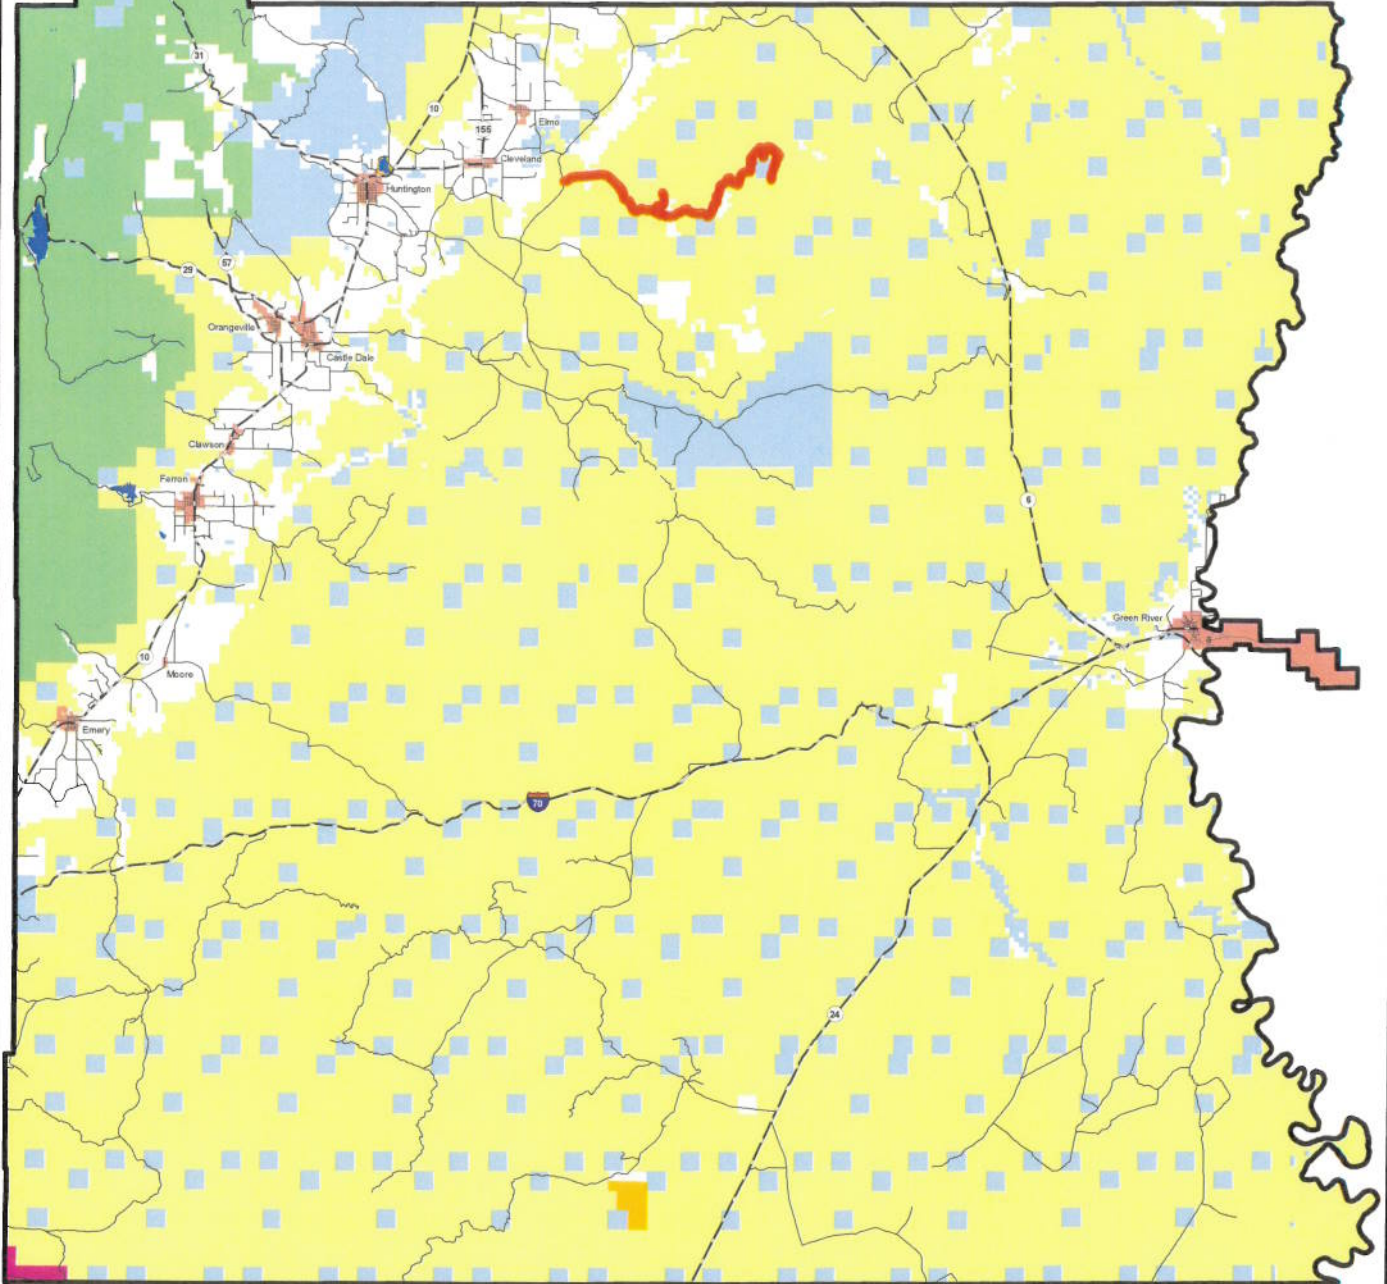 31
10
Elmo
155
Cleveland
Huntington
57
29
Orangeville
Castle Dale
Clawson
Ferron
6
Green River
10
Moore
Emery
70
24